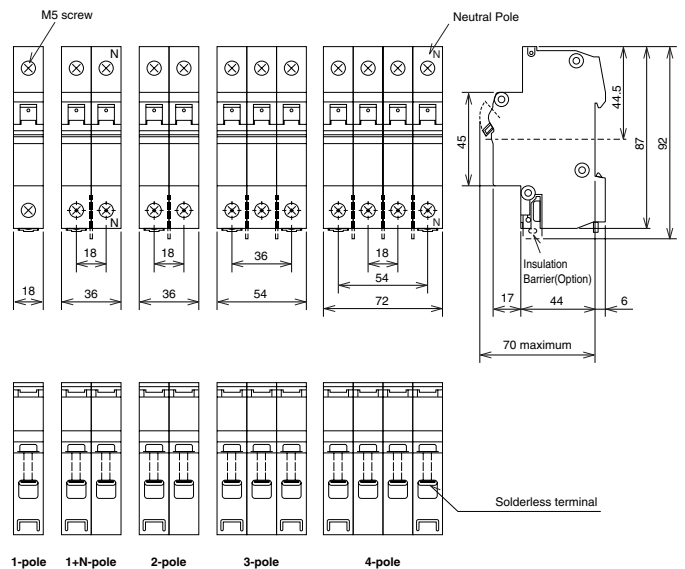 M5 screw
Neutral Pole
N
N
N
N
45
44.5
87
92
18
18
36
18
36
36
54
18
54
72
Insulation
Barrier(Option)
17
44
6
70 maximum
Solderless terminal
1-pole
1+N-pole
2-pole
3-pole
4-pole